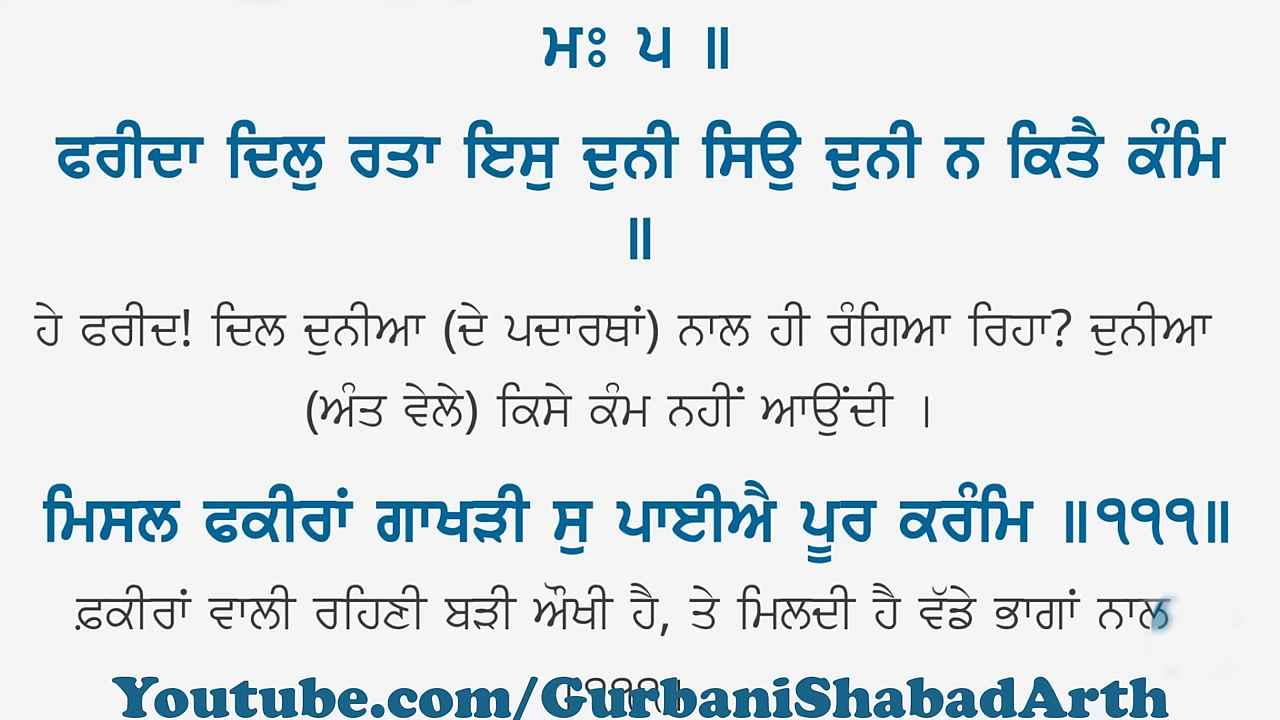 ਮਃ ੫ ॥
ਫਰੀਦਾ ਦਿਲੁ ਰਤਾ ਇਸੁ ਦੁਨੀ ਸਿਉ ਦੁਨੀ ਨ ਕਿਤੈ ਕੰਮਿ
॥
ਹੇ ਫਰੀਦ! ਦਿਲ ਦੁਨੀਆ (ਦੇ ਪਦਾਰਥਾਂ) ਨਾਲ ਹੀ ਰੰਗਿਆ ਰਿਹਾ? ਦੁਨੀਆ
(ਅੰਤ ਵੇਲੇ) ਕਿਸੇ ਕੰਮ ਨਹੀਂ ਆਉਂਦੀ ।
ਮਿਸਲ ਫਕੀਰਾਂ ਗਾਖੜੀ ਸੁ ਪਾਈਐ ਪੂਰ ਕਰੰਮਿ ॥੧੧੧॥
ਫ਼ਕੀਰਾਂ ਵਾਲੀ ਰਹਿਣੀ ਬੜੀ ਔਖੀ ਹੈ, ਤੇ ਮਿਲਦੀ ਹੈ ਵੱਡੇ ਭਾਗਾਂ ਨਾਲ
Youtube.com/GurbaniShabadArth